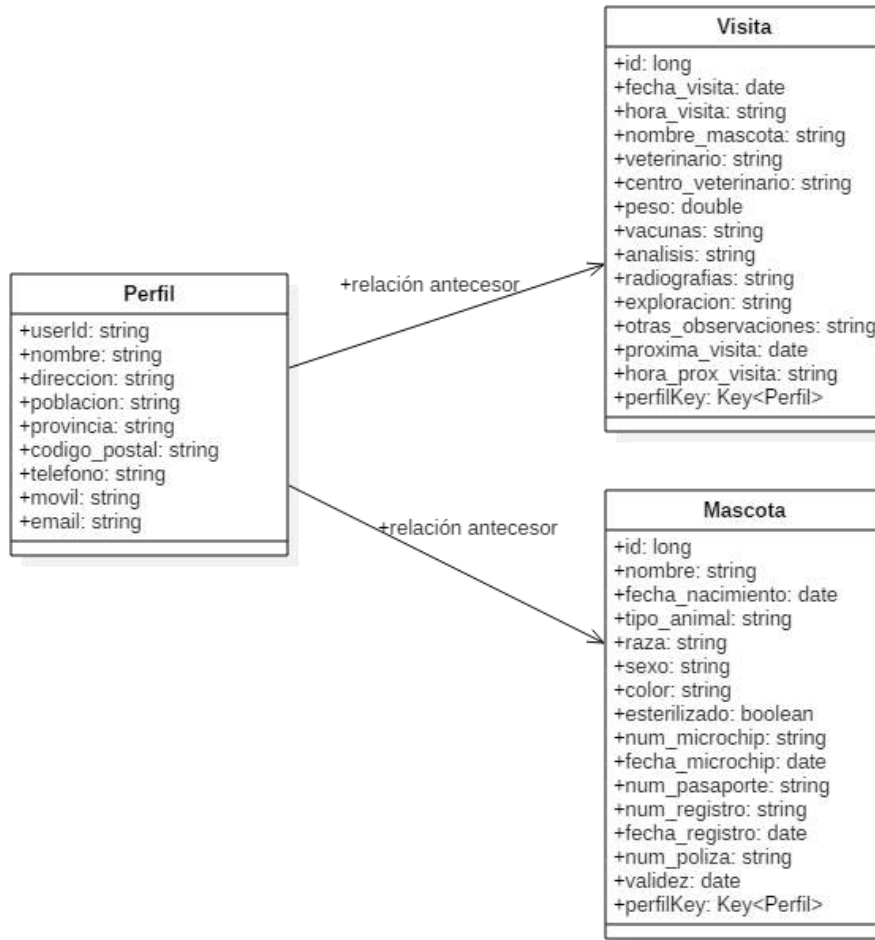 Visita
+id: long
+fecha_visita: date
+hora_visita: string
+nombre_mascota: string
+veterinario: string
+centro_veterinario: string
+peso: double
+vacunas: string
+analisis: string
+radiografias: string
+exploracion: string
+otras_observaciones: string
+proxima_visita: date
+hora_prox_visita: string
+perfilKey: Key<Perfil>
+relación antecesor
Perfil
+userId: string
+nombre: string
+direccion: string
+poblacion: string
+provincia: string
+codigo_postal: string
+telefono: string
+movil: string
+email: string
+relación antecesor
Mascota
+id: long
+nombre: string
+fecha_nacimiento: date
+tipo_animal: string
+raza: string
+sexo: string
+color: string
+esterilizado: boolean
+num_microchip: string
+fecha_microchip: date
+num_pasaporte: string
+num_registro: string
+fecha_registro: date
+num_poliza: string
+validez: date
+perfilKey: Key<Perfil>